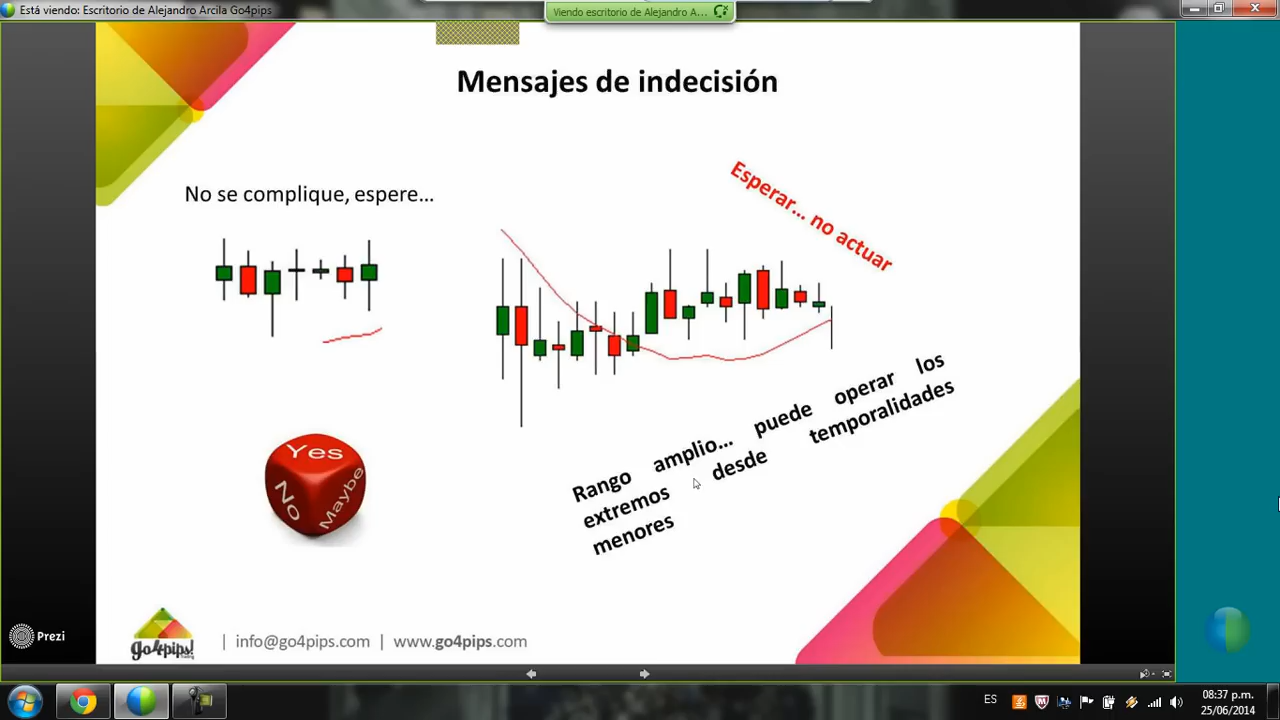 Está viendo: Escritorio de Alejandro Arcila Go4pips
Viendo escritorio de Alejandro A...
Mensajes de indecisión
No se complique, espere...
Esperar... no actuar
Rango amplio... puede operar los
extremos desde temporalidades
menores
Yes
No
Maybe
Go4pips!
| info@go4pips.com | www.go4pips.com
Prezi
ES
08:37 p.m.
25/06/2014